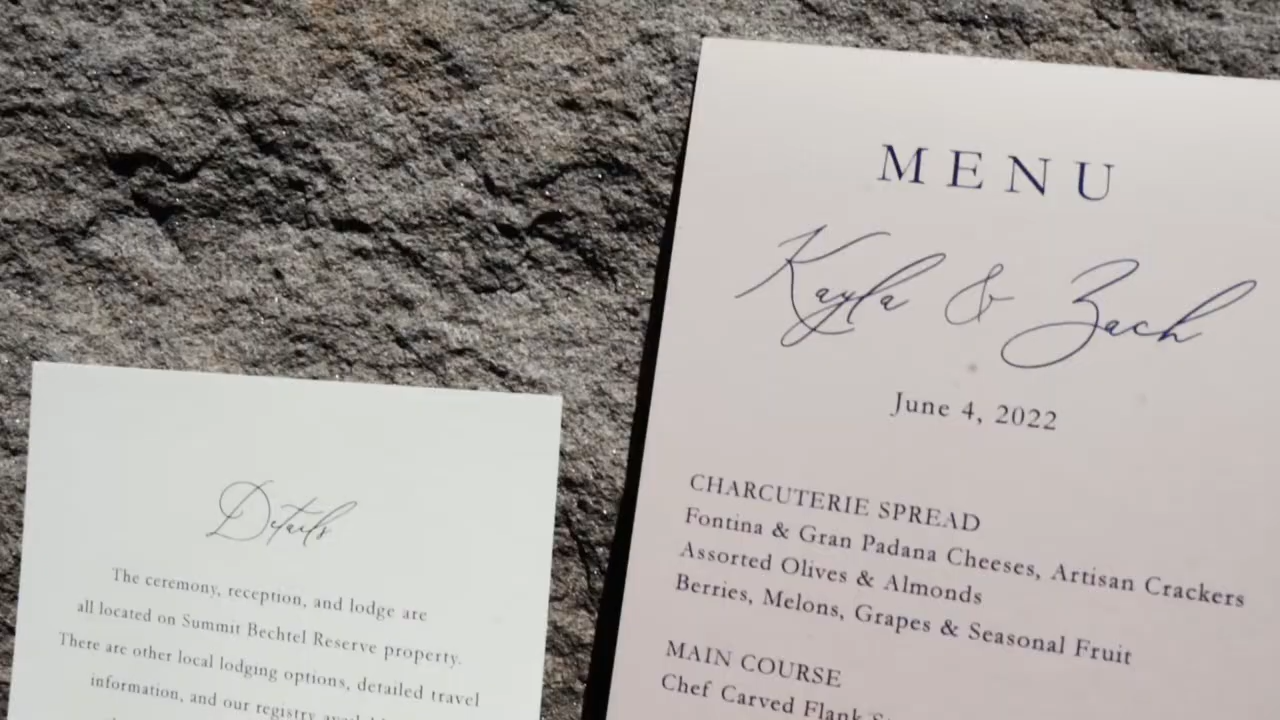 MENU
Kayla & Zach
June 4, 2022
CHARCUTERIE SPREAD
Fontina & Gran Padana Cheeses, Artisan Crackers
Assorted Olives & Almonds
Berries, Melons, Grapes & Seasonal Fruit
MAIN COURSE
Chef Carved Flank
Details
The ceremony, reception, and lodge are
all located on Summit Bechtel Reserve property.
There are other local lodging options, detailed travel
information, and our registry